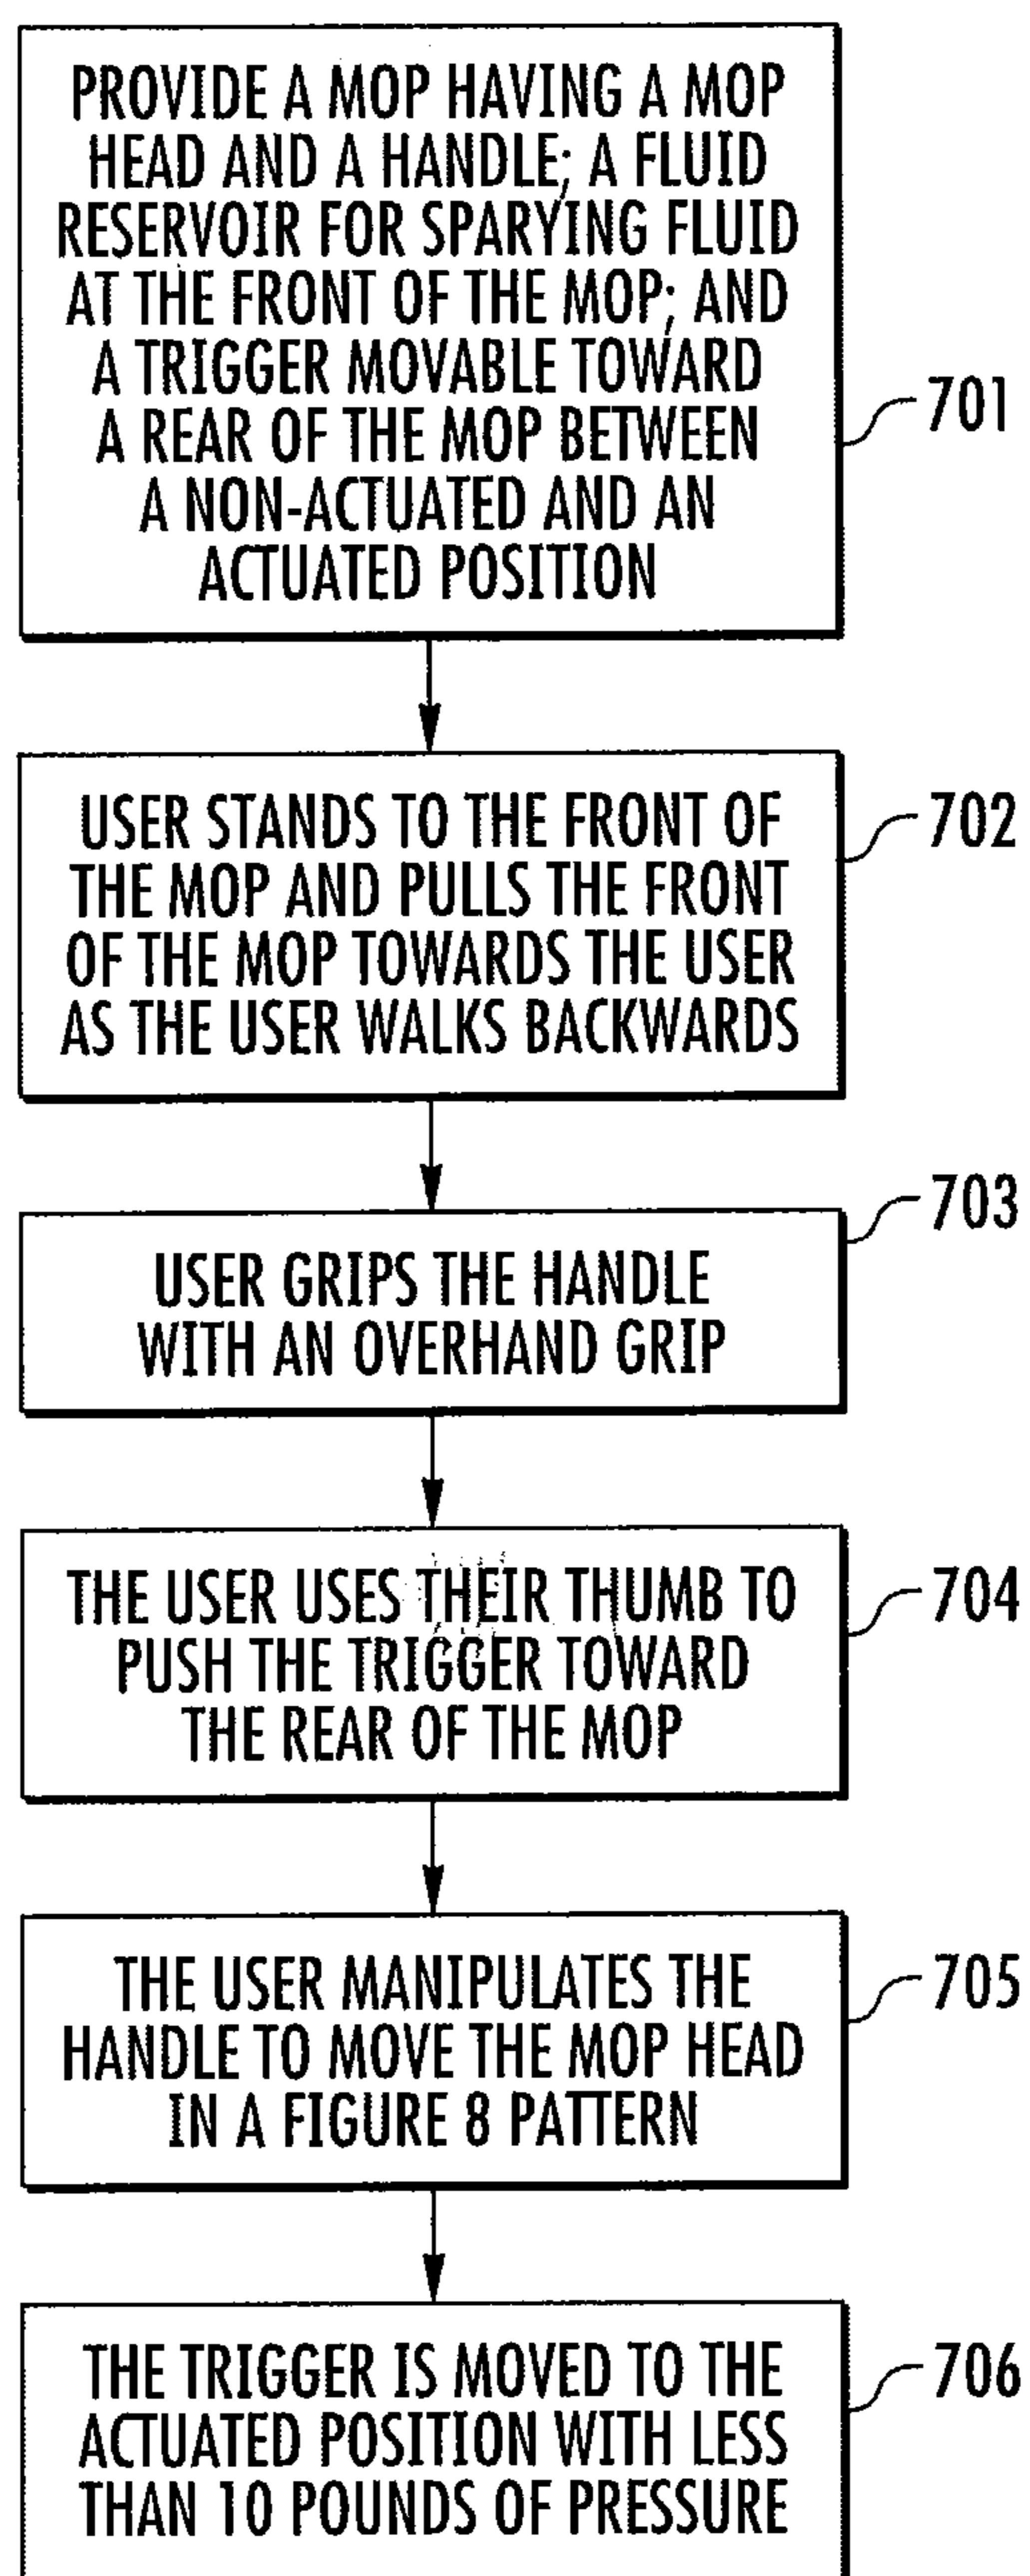 PROVIDE A MOP HAVING A MOP
HEAD AND A HANDLE; A FLUID
RESERVOIR FOR SPARYING FLUID
AT THE FRONT OF THE MOP; AND
A TRIGGER MOVABLE TOWARD
A REAR OF THE MOP BETWEEN
A NON-ACTUATED AND AN
ACTUATED POSITION
701
USER STANDS TO THE FRONT OF
THE MOP AND PULLS THE FRONT
OF THE MOP TOWARDS THE USER
AS THE USER WALKS BACKWARDS
702
USER GRIPS THE HANDLE
WITH AN OVERHAND GRIP
703
THE USER USES THEIR THUMB TO
PUSH THE TRIGGER TOWARD
THE REAR OF THE MOP
704
THE USER MANIPULATES THE
HANDLE TO MOVE THE MOP HEAD
IN A FIGURE 8 PATTERN
705
THE TRIGGER IS MOVED TO THE
ACTUATED POSITION WITH LESS
THAN 10 POUNDS OF PRESSURE
706